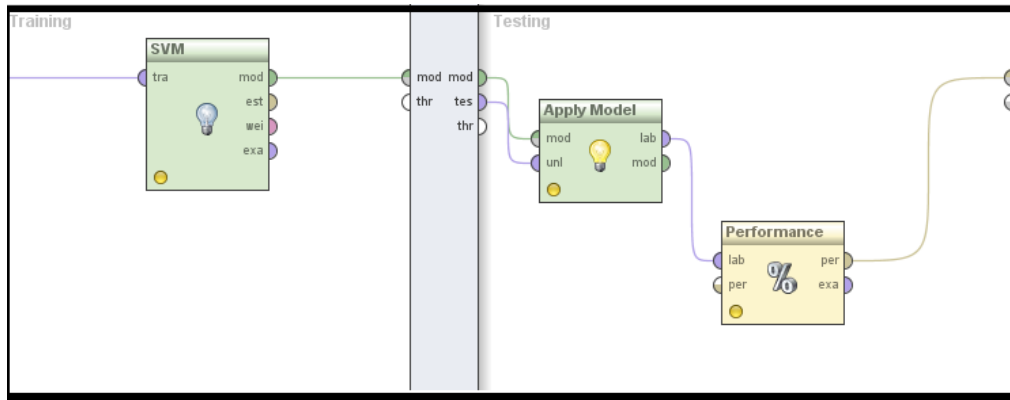 Training
SVM
tra mod
est
wei
exa
mod mod
thr tes
thr
Testing
Apply Model
mod lab
unl mod
Performance
lab per
% 
per exa